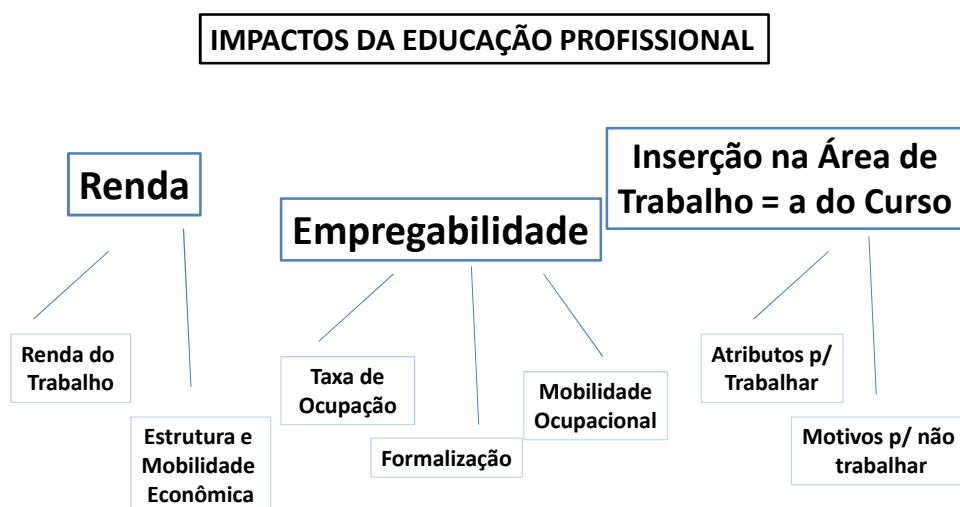 IMPACTOS DA EDUCAÇÃO PROFISSIONAL
Renda
Empregabilidade
Inserção na Área de
Trabalho = a do Curso
Renda do
Trabalho
Estrutura e
Mobilidade
Econômica
Taxa de
Ocupação
Formalização
Mobilidade
Ocupacional
Atributos p/
Trabalhar
Motivos p/ não
trabalhar